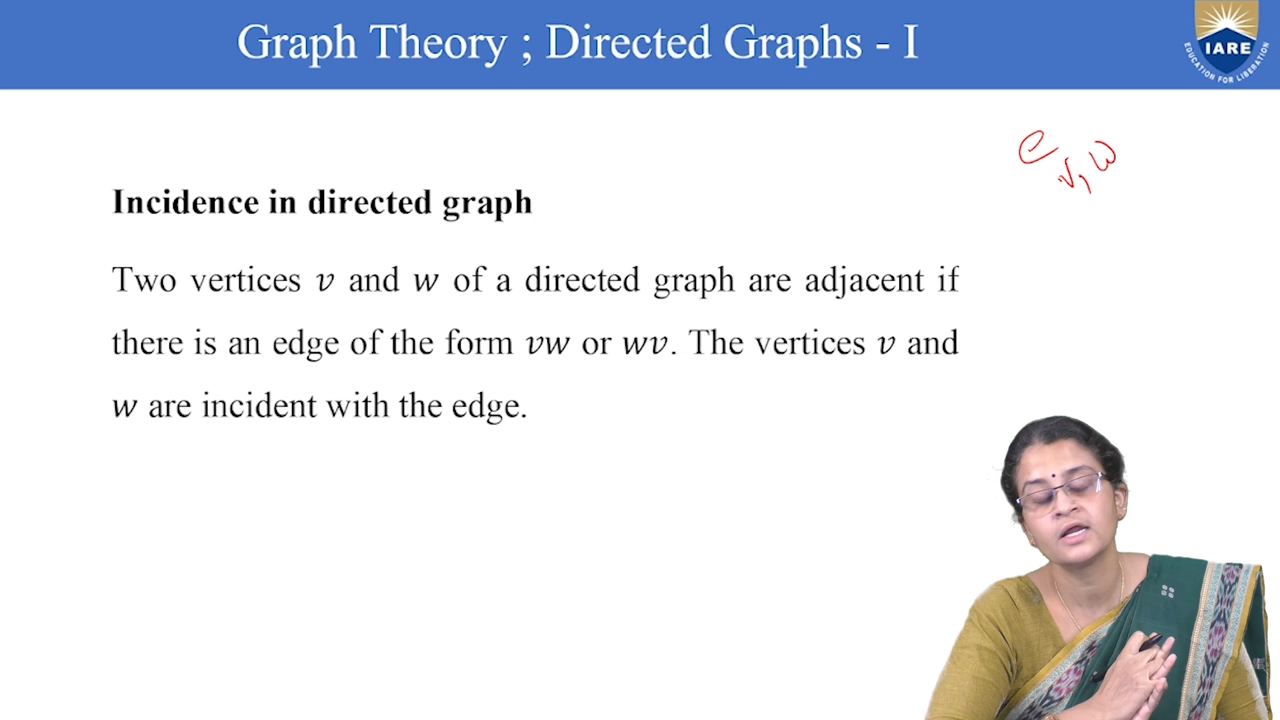 Graph Theory ; Directed Graphs - I
IARE
EDUCATION FOR LIBERATION
e
v, w
Incidence in directed graph
Two vertices v and w of a directed graph are adjacent if
there is an edge of the form vw or wv. The vertices v and
w are incident with the edge.